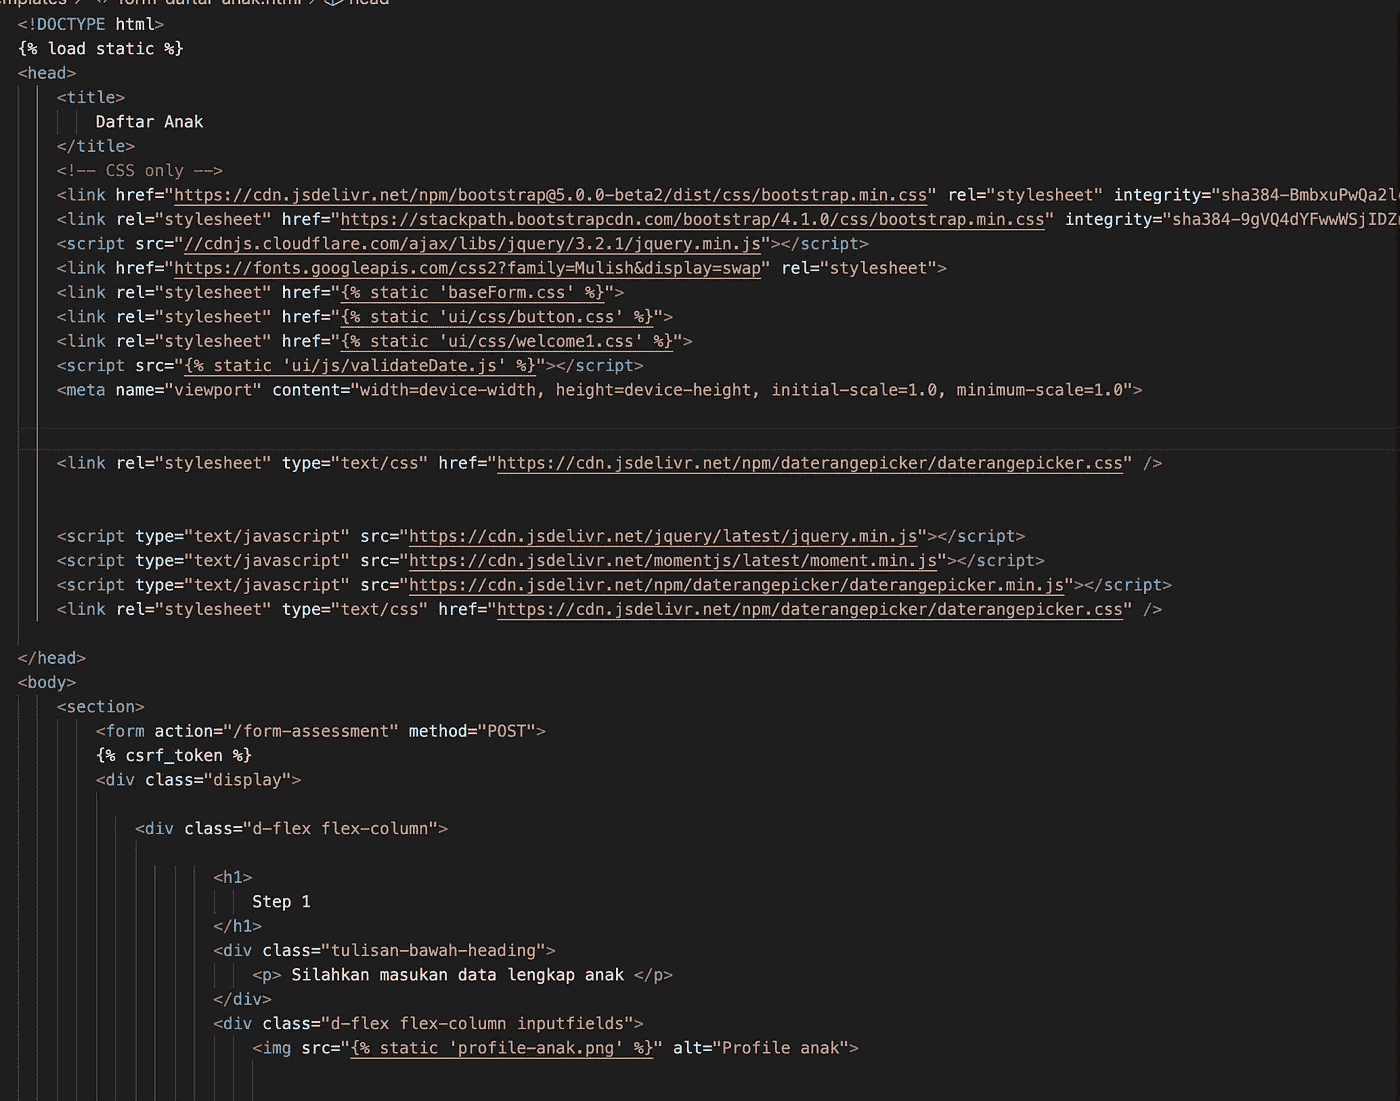 form-daftar-anak.html > head
<!DOCTYPE html>
{% load static %}
<head>
<title>
Daftar Anak
</title>
<!-- CSS only -->
<link href="https://cdn.jsdelivr.net/npm/bootstrap@5.0.0-beta2/dist/css/bootstrap.min.css" rel="stylesheet" integrity="sha384-BmbxuPwQa2l
<link rel="stylesheet" href="https://stackpath.bootstrapcdn.com/bootstrap/4.1.0/css/bootstrap.min.css" integrity="sha384-9gVQ4dYFwwWSjIDZ
<script src="//cdnjs.cloudflare.com/ajax/libs/jquery/3.2.1/jquery.min.js"></script>
<link href="https://fonts.googleapis.com/css2?family=Mulish&display=swap" rel="stylesheet">
<link rel="stylesheet" href="{% static 'baseForm.css' %}">
<link rel="stylesheet" href="{% static 'ui/css/button.css' %}">
<link rel="stylesheet" href="{% static 'ui/css/welcome1.css' %}">
<script src="{% static 'ui/js/validateDate.js' %}"></script>
<meta name="viewport" content="width=device-width, height=device-height, initial-scale=1.0, minimum-scale=1.0">
<link rel="stylesheet" type="text/css" href="https://cdn.jsdelivr.net/npm/daterangepicker/daterangepicker.css" />
<script type="text/javascript" src="https://cdn.jsdelivr.net/jquery/latest/jquery.min.js"></script>
<script type="text/javascript" src="https://cdn.jsdelivr.net/momentjs/latest/moment.min.js"></script>
<script type="text/javascript" src="https://cdn.jsdelivr.net/npm/daterangepicker/daterangepicker.min.js"></script>
<link rel="stylesheet" type="text/css" href="https://cdn.jsdelivr.net/npm/daterangepicker/daterangepicker.css" />
</head>
<body>
<section>
<form action="/form-assessment" method="POST">
{% csrf_token %}
<div class="display">
<div class="d-flex flex-column">
<h1>
Step 1
</h1>
<div class="tulisan-bawah-heading">
<p> Silahkan masukan data lengkap anak </p>
</div>
<div class="d-flex flex-column inputfields">
<img src="{% static 'profile-anak.png' %}" alt="Profile anak">